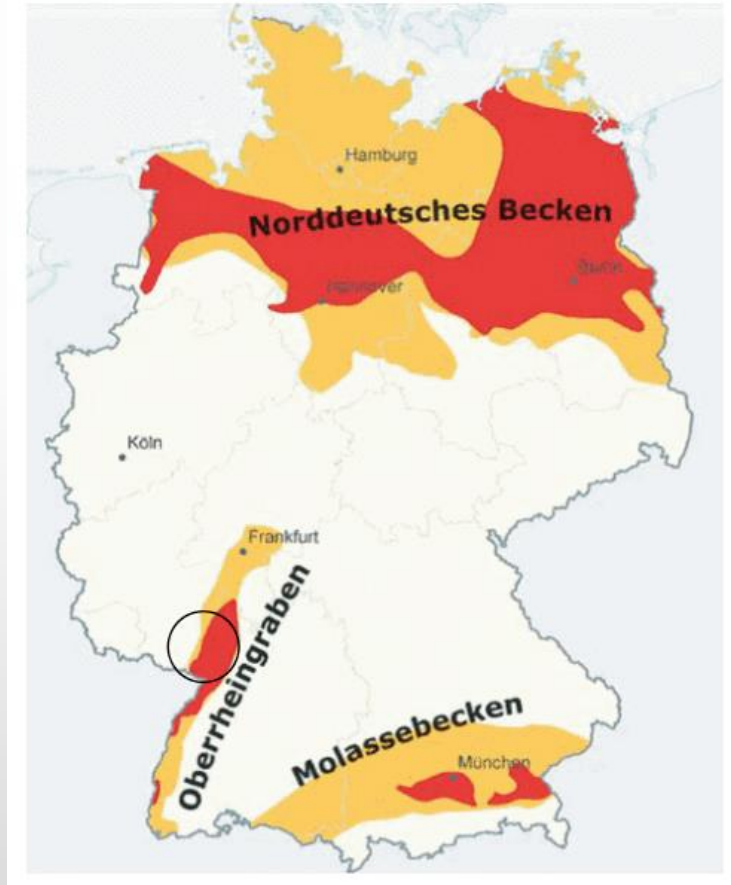 Hamburg
Norddeutsches Becken
Berlin
Hannover
Köln
Frankfurt
Oberrheingraben
Molassebecken
München